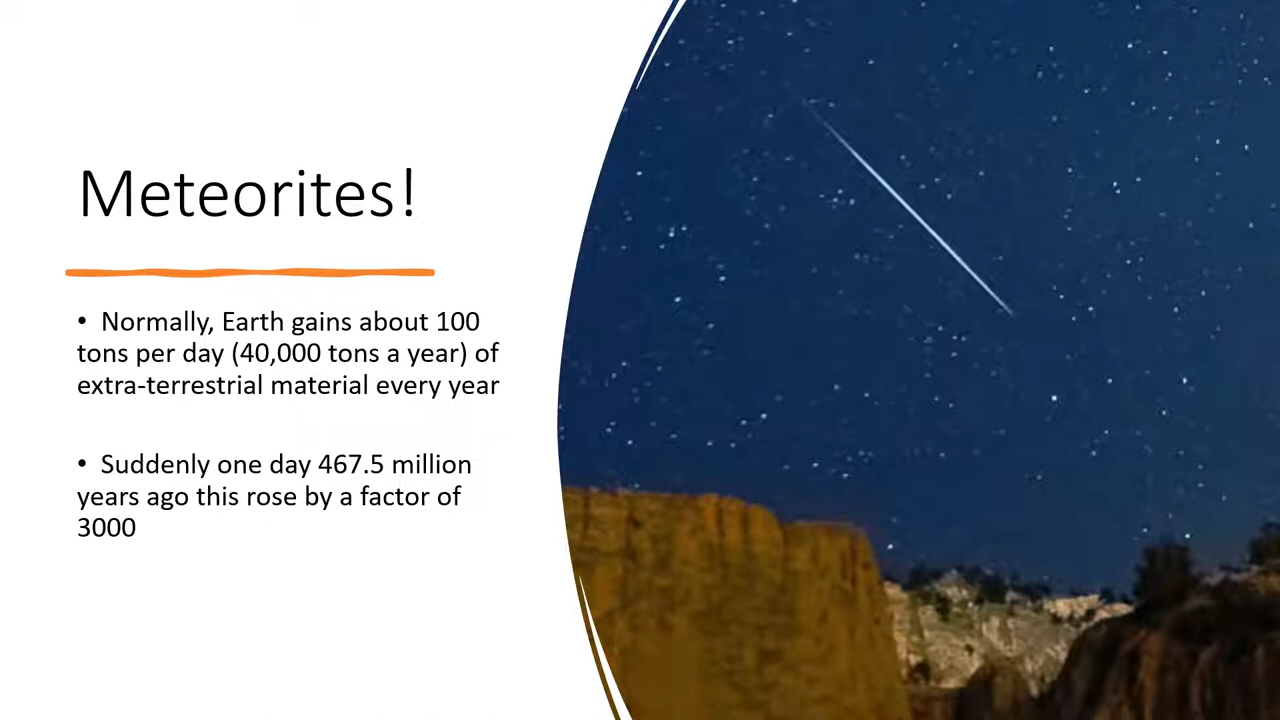 Meteorites!
• Normally, Earth gains about 100
tons per day (40,000 tons a year) of
extra-terrestrial material every year
• Suddenly one day 467.5 million
years ago this rose by a factor of
3000